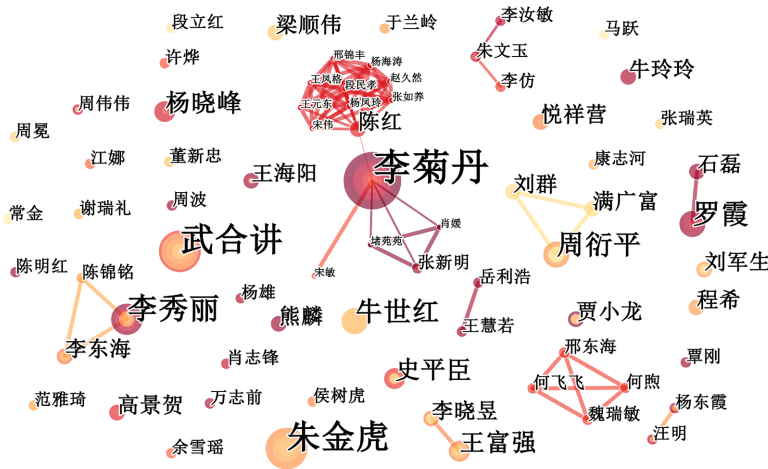 段立红
梁顺伟
于兰岭
李汝敏
马跃
朱文玉
许烨
邢锦丰
杨海涛
王凤格
段民孝
赵久然
李仿
牛玲玲
周伟伟
杨晓峰
王元东
杨凤玲
张如养
宋伟
陈红
悦祥营
张瑞英
周冕
江娜
董新忠
王海阳
李菊丹
康志河
石磊
常金
谢瑞礼
周波
刘群
满广富
罗霞
武合讲
肖媛
堵苑苑
周衍平
陈明红
陈锦铭
宋敏
张新明
岳利浩
刘军生
李秀丽
杨雄
熊麟
牛世红
王慧若
贾小龙
程希
李东海
肖志锋
史平臣
邢东海
覃刚
何飞飞
何煦
范雅琦
高景贺
万志前
侯树虎
李晓昱
魏瑞敏
杨东霞
余雪瑶
朱金虎
王富强
汪明